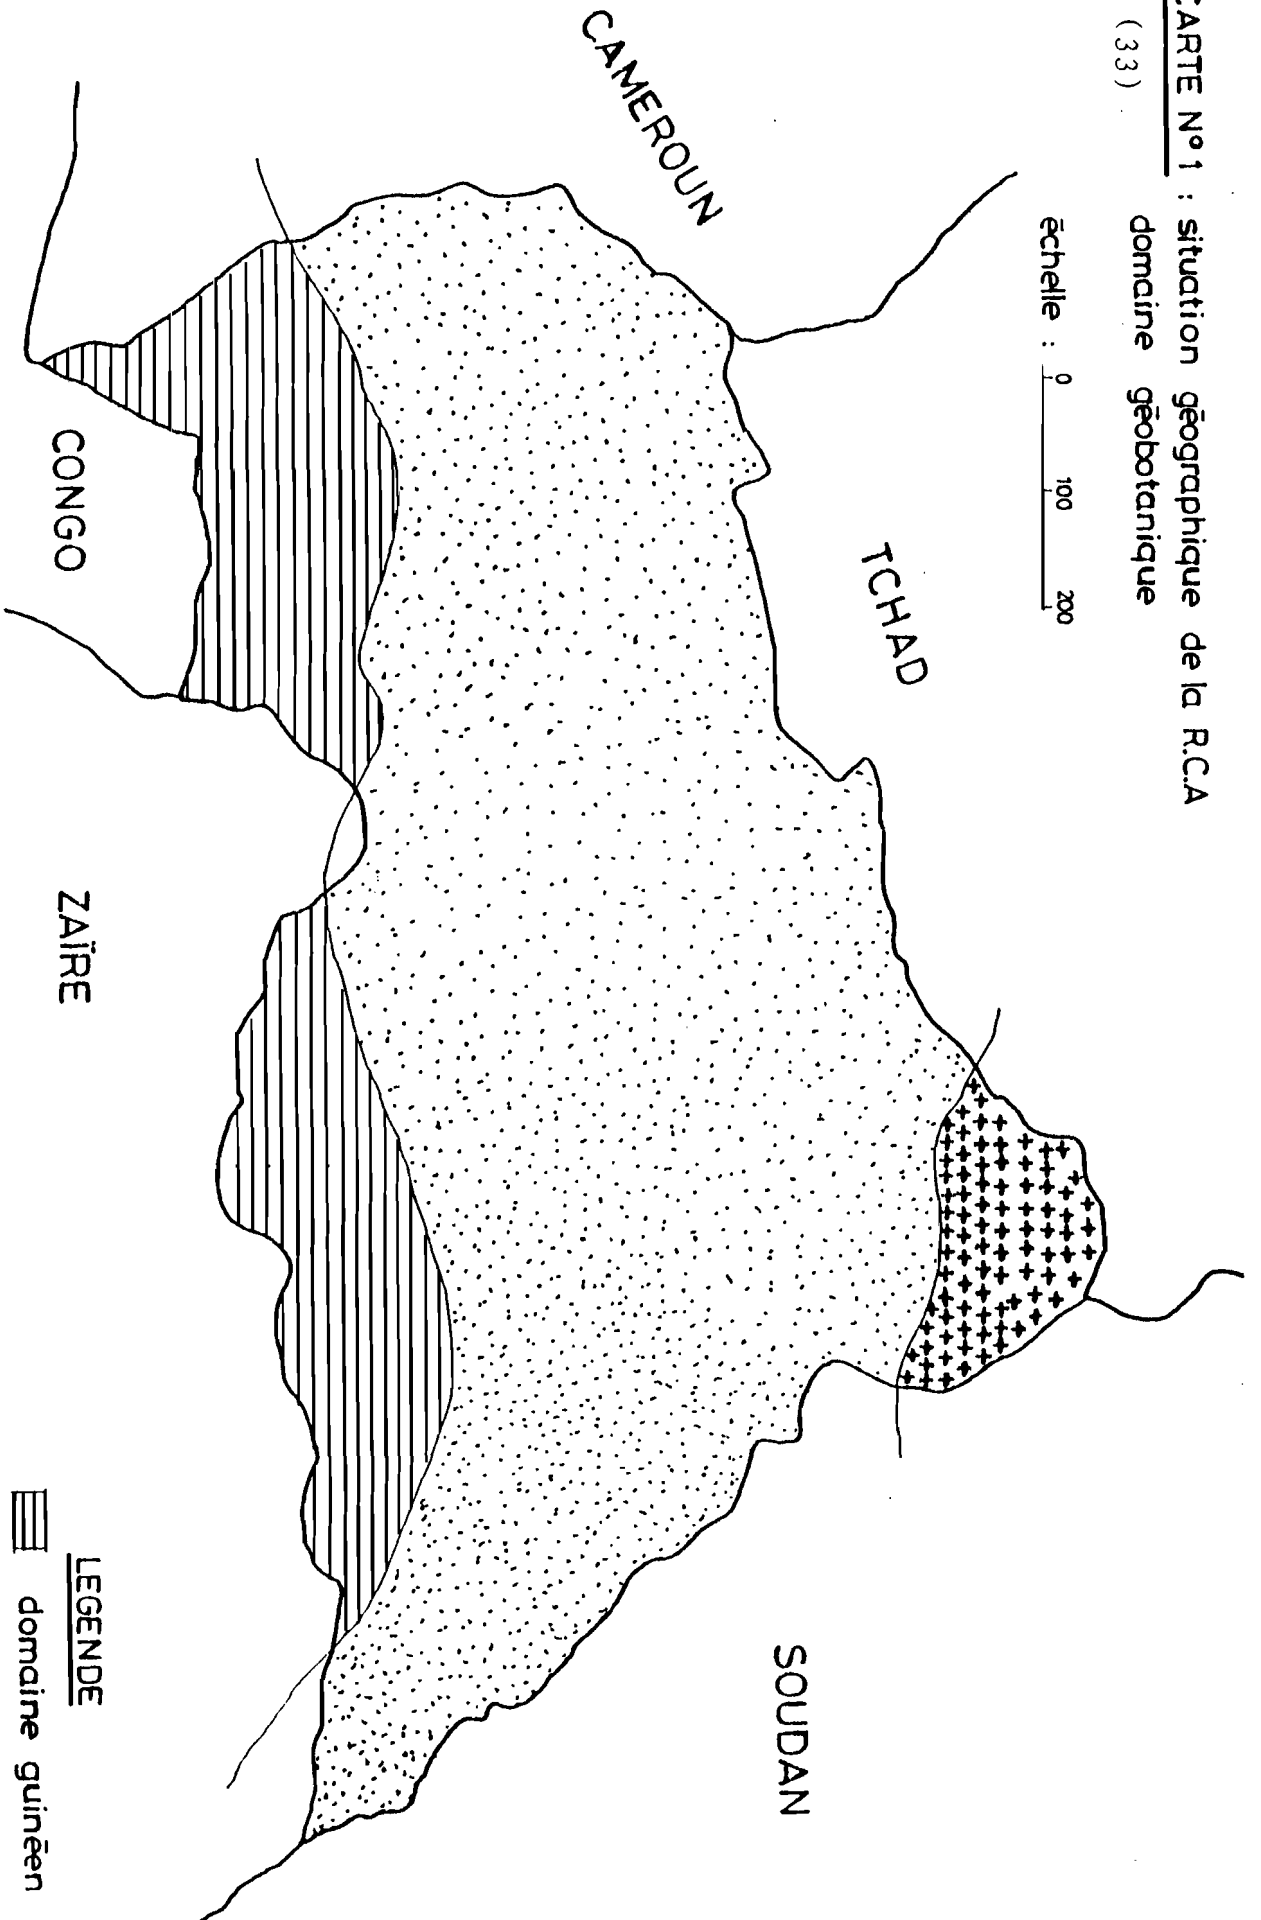 CARTE N° 1 : situation géographique de la R.C.A
(33)
domaine géobotanique
échelle : 0 100 200
CAMEROUN
TCHAD
SOUDAN
CONGO
ZAÏRE
LEGENDE
domaine guinéen